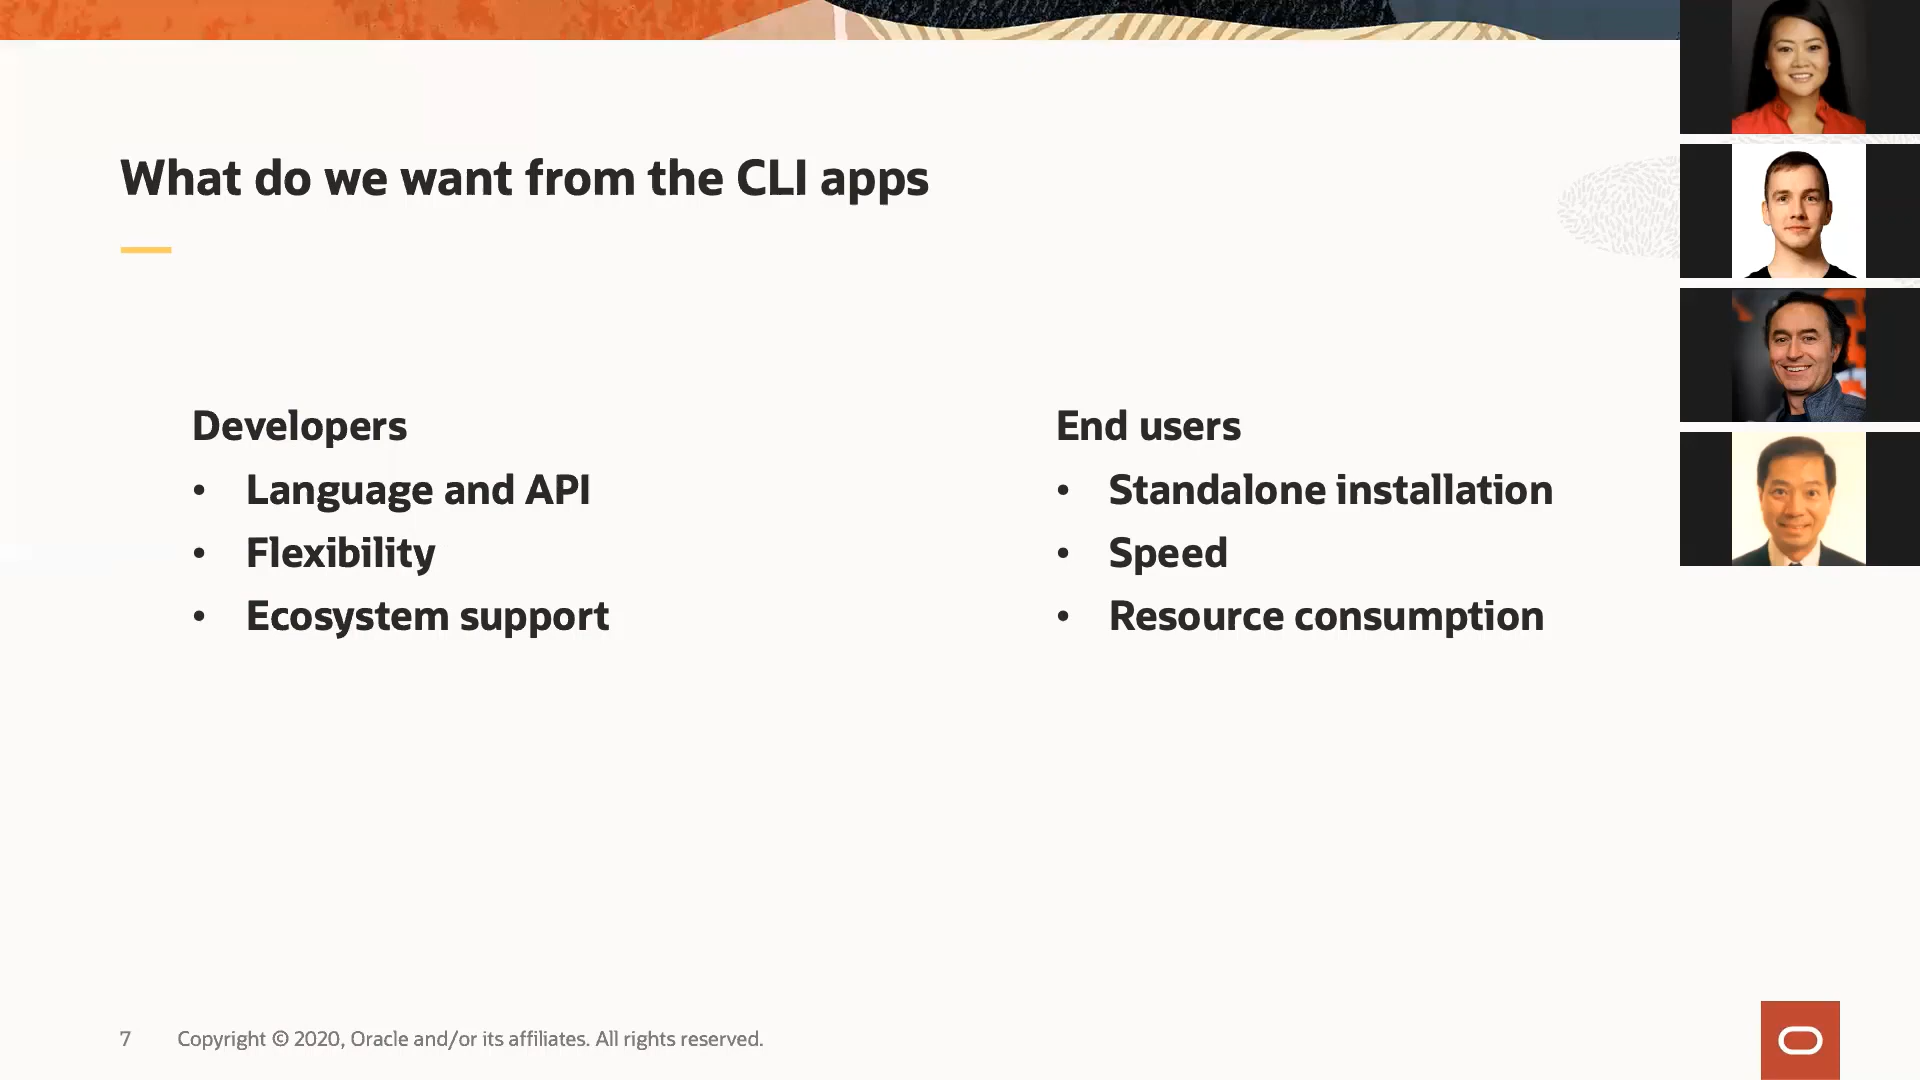 What do we want from the CLI apps
Developers
• Language and API
• Flexibility
• Ecosystem support
End users
• Standalone installation
• Speed
• Resource consumption
7 Copyright © 2020, Oracle and/or its affiliates. All rights reserved.